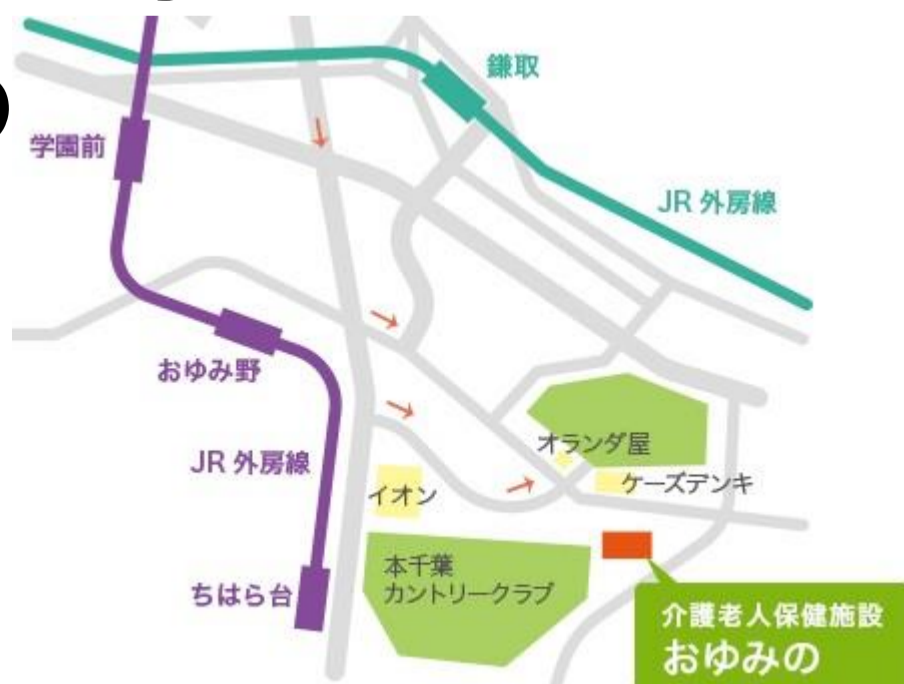 鎌取
学園前
JR 外房線
おゆみ野
オランダ屋
JR 外房線
イオン
ケーズデンキ
本千葉
カントリークラブ
ちはら台
介護老人保健施設
おゆみの